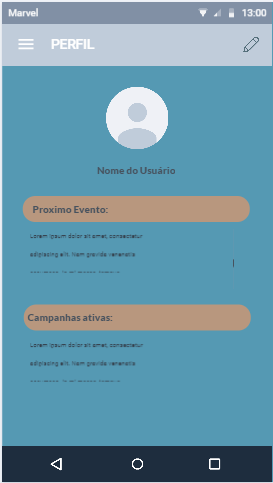 Marvel 13:00
PERFIL
Nome do Usuário
Proximo Evento:
Lorem ipsum dolor sit amet, consectetur
adipiscing elit. Nam gravida venenatis
Campanhas ativas:
Lorem ipsum dolor sit amet, consectetur
adipiscing elit. Nam gravida venenatis